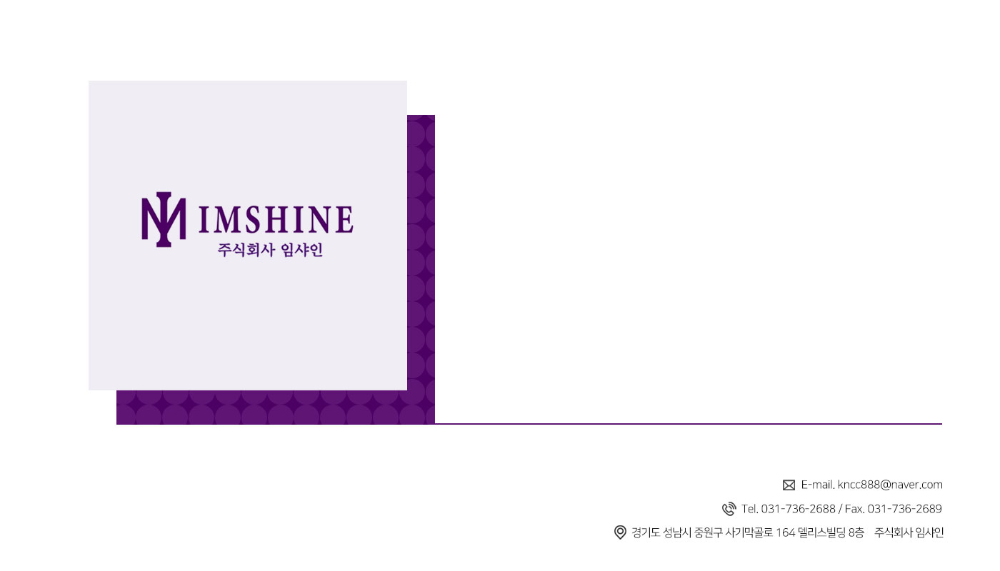 IMSHINE
주식회사 임샤인
E-mail. kncc888@naver.com
Tel. 031-736-2688 / Fax. 031-736-2689
경기도 성남시 중원구 사기막골로 164 델리스빌딩 8층 주식회사 임샤인